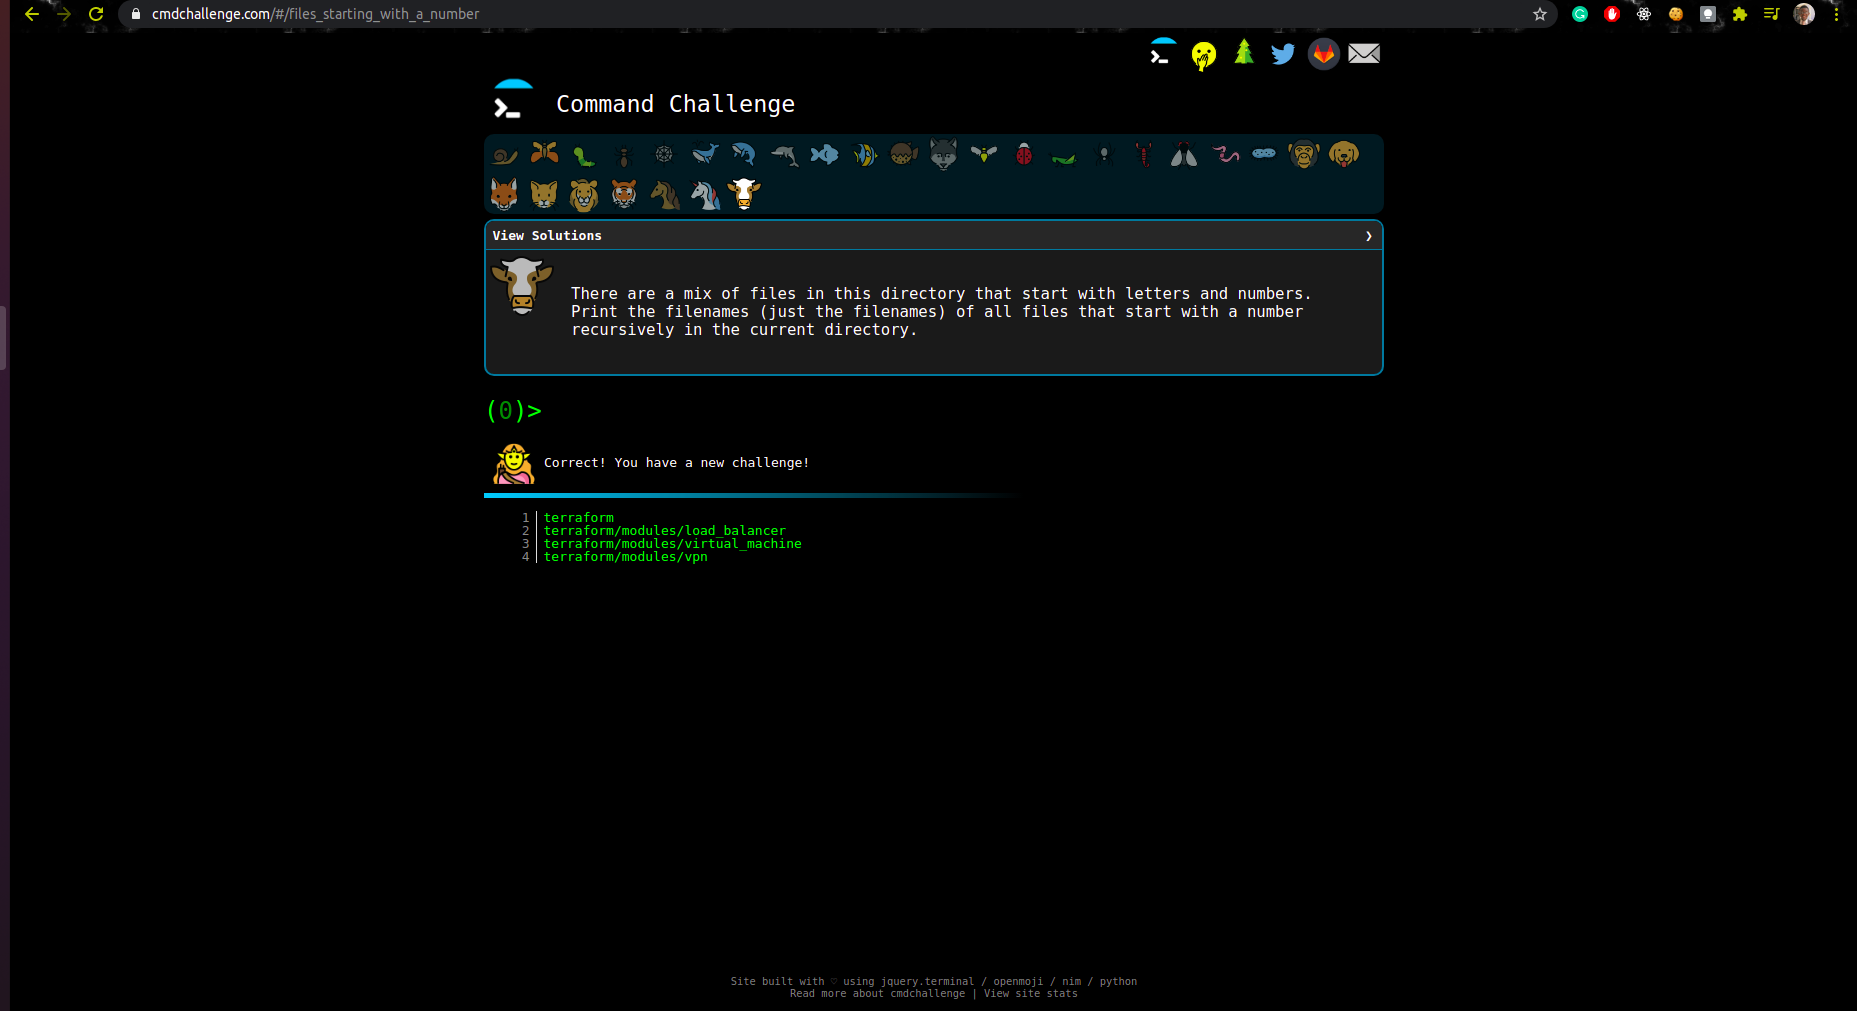 cmdchallenge.com/#/files_starting_with_a_number
Command Challenge
View Solutions
There are a mix of files in this directory that start with letters and numbers.
Print the filenames (just the filenames) of all files that start with a number
recursively in the current directory.
(0)>
Correct! You have a new challenge!
1 terraform
2 terraform/modules/load_balancer
3 terraform/modules/virtual_machine
4 terraform/modules/vpn
Site built with ♡ using jquery.terminal / openmoji / nim / python
Read more about cmdchallenge | View site stats